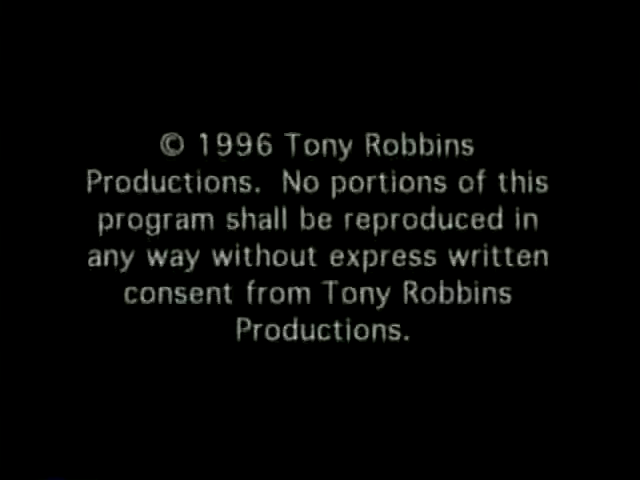 © 1996 Tony Robbins
Productions. No portions of this
program shall be reproduced in
any way without express written
consent from Tony Robbins
Productions.